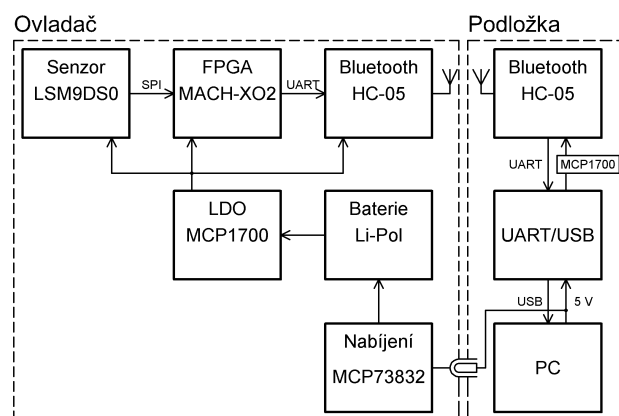 Ovladač
Podložka
Senzor
LSM9DS0
SPI
FPGA
MACH-XO2
UART
Bluetooth
HC-05
Bluetooth
HC-05
UART
MCP1700
LDO
MCP1700
Baterie
Li-Pol
UART/USB
USB
5 V
Nabíjení
MCP73832
PC